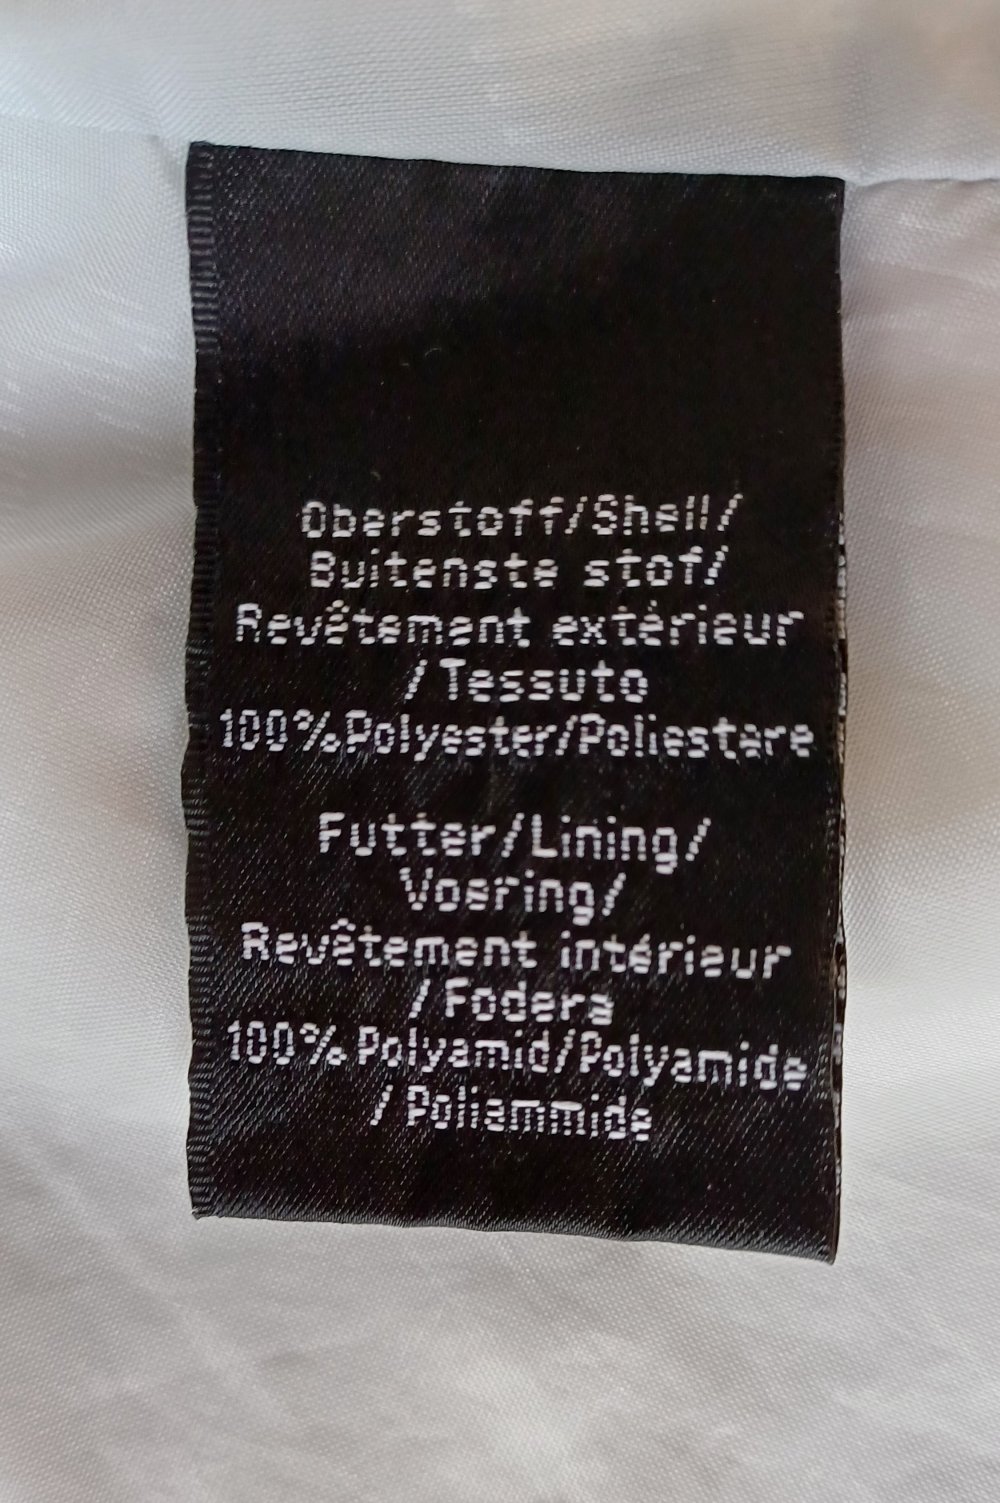 Oberstoff/Shell/
Buitenste stof/
Revêtement extérieur
/Tessuto
100%Polyester/Poliestere
Futter/Lining/
Voering/
Revêtement intérieur
/Fodera
100% Polyamid/Polyamide
/Poliammide